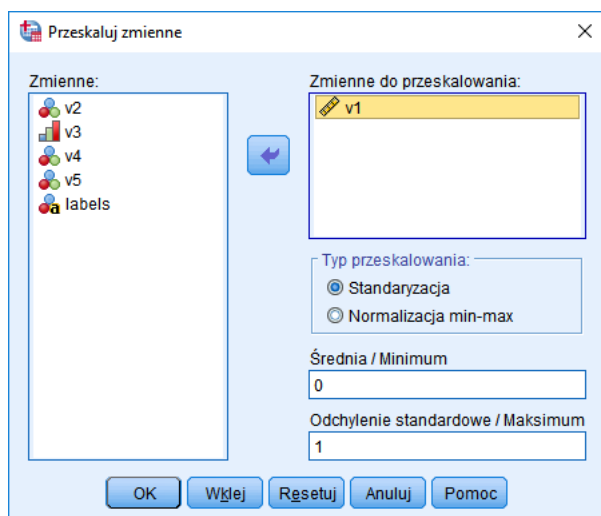 Przeskaluj zmienne
Zmienne:
v2
v3
v4
v5
labels
Zmienne do przeskalowania:
v1
Typ przeskalowania:
Standaryzacja
Normalizacja min-max
Średnia / Minimum
0
Odchylenie standardowe / Maksimum
1
OK Wklej Resetuj Anuluj Pomoc